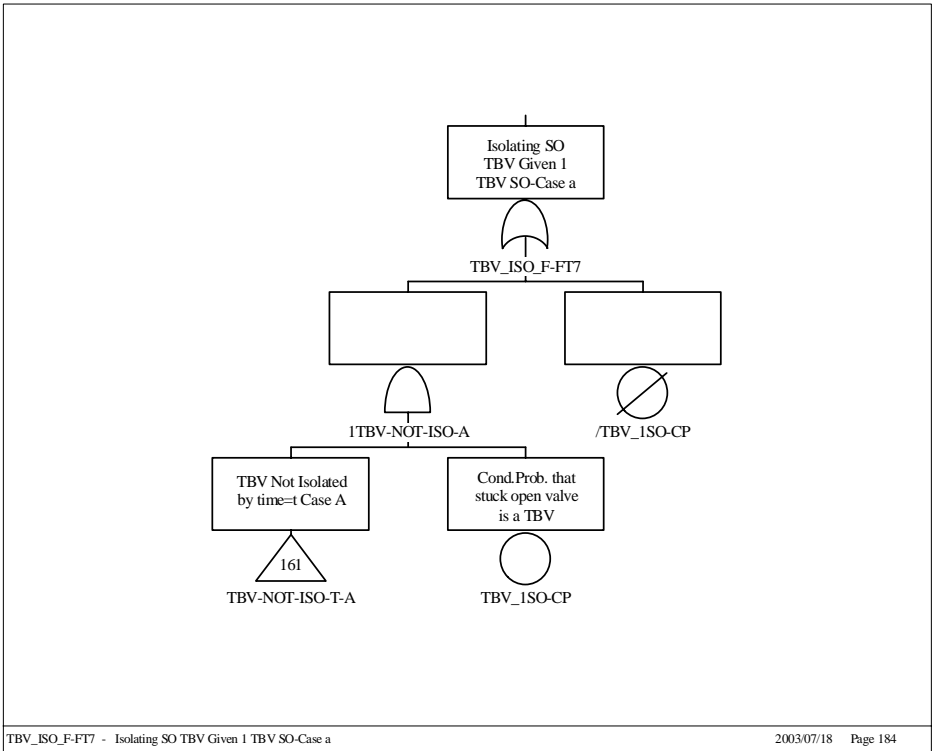 Isolating SO
TBV Given 1
TBV SO-Case a
TBV_ISO_F-FT7
1TBV-NOT-ISO-A
/TBV_1SO-CP
TBV Not Isolated
by time=t Case A
Cond.Prob. that
stuck open valve
is a TBV
161
TBV-NOT-ISO-T-A
TBV_1SO-CP
TBV_ISO_F-FT7 - Isolating SO TBV Given 1 TBV SO-Case a
2003/07/18 Page 184